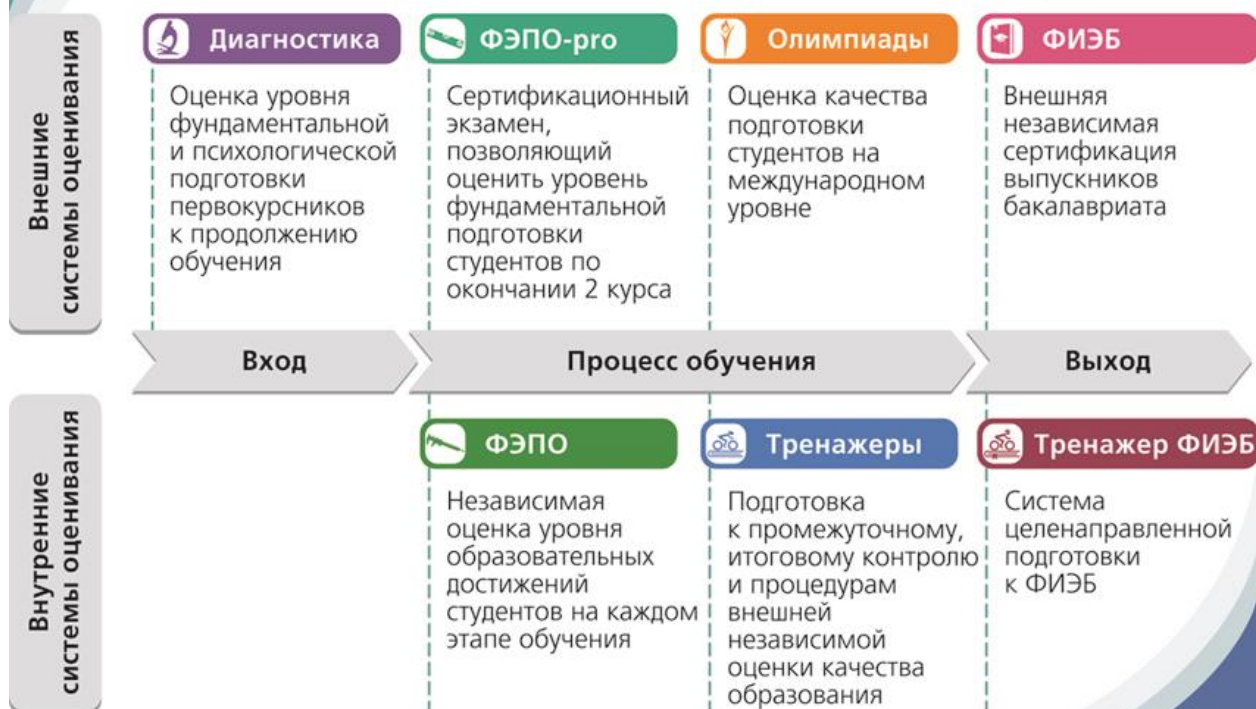 Внешние
системы оценивания
Диагностика
Оценка уровня
фундаментальной
и психологической
подготовки
первокурсников
к продолжению
обучения
ФЭПО-pro
Сертификационный
экзамен,
позволяющий
оценить уровень
фундаментальной
подготовки
студентов по
окончании 2 курса
Олимпиады
Оценка качества
подготовки
студентов на
международном
уровне
ФИЭБ
Внешняя
независимая
сертификация
выпускников
бакалавриата
Вход
Процесс обучения
Выход
Внутренние
системы оценивания
ФЭПО
Независимая
оценка уровня
образовательных
достижений
студентов на каждом
этапе обучения
Тренажеры
Подготовка
к промежуточному,
итоговому контролю
и процедурам
внешней
независимой
оценки качества
образования
Тренажер ФИЭБ
Система
целенаправленной
подготовки
к ФИЭБ